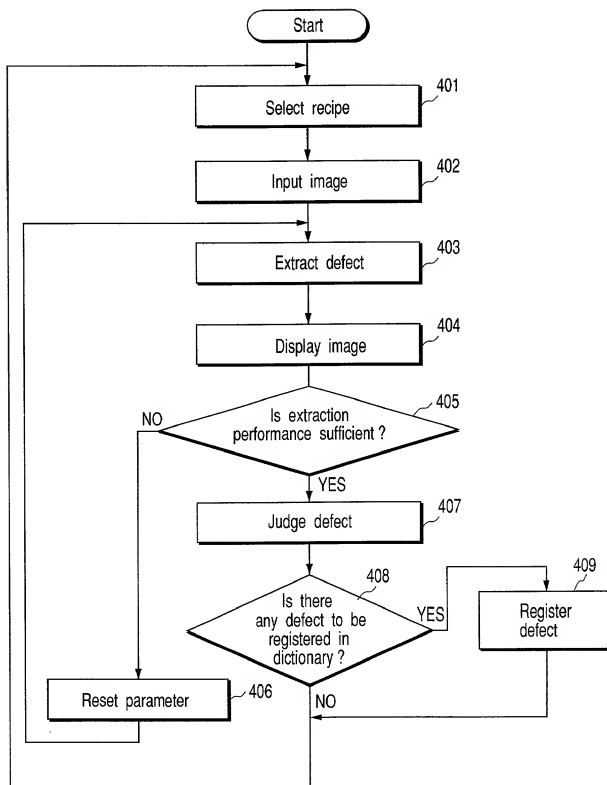 Start
401
Select recipe
402
Input image
403
Extract defect
404
Display image
405
NO
Is extraction
performance sufficient ?
YES
407
Judge defect
408
409
Is there
any defect to be
registered in
dictionary ?
YES
Register
defect
406
Reset parameter
NO